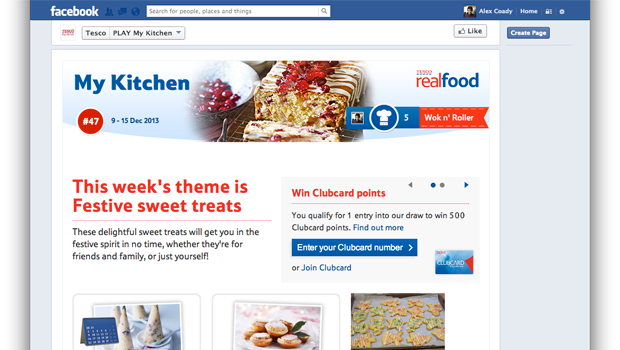 facebook
Search for people, places and things
Alex Coady
Home
TESCO
Tesco
PLAY My Kitchen
Like
Create Page
My Kitchen
TESCO
realfood
#47
9 - 15 Dec 2013
5
Wok n' Roller
This week's theme is
Festive sweet treats
These delightful sweet treats will get you in the
festive spirit in no time, whether they're for
friends and family, or just yourself!
Win Clubcard points
You qualify for 1 entry into our draw to win 500
Clubcard points. Find out more
Enter your Clubcard number
or Join Clubcard
CLUBCARD